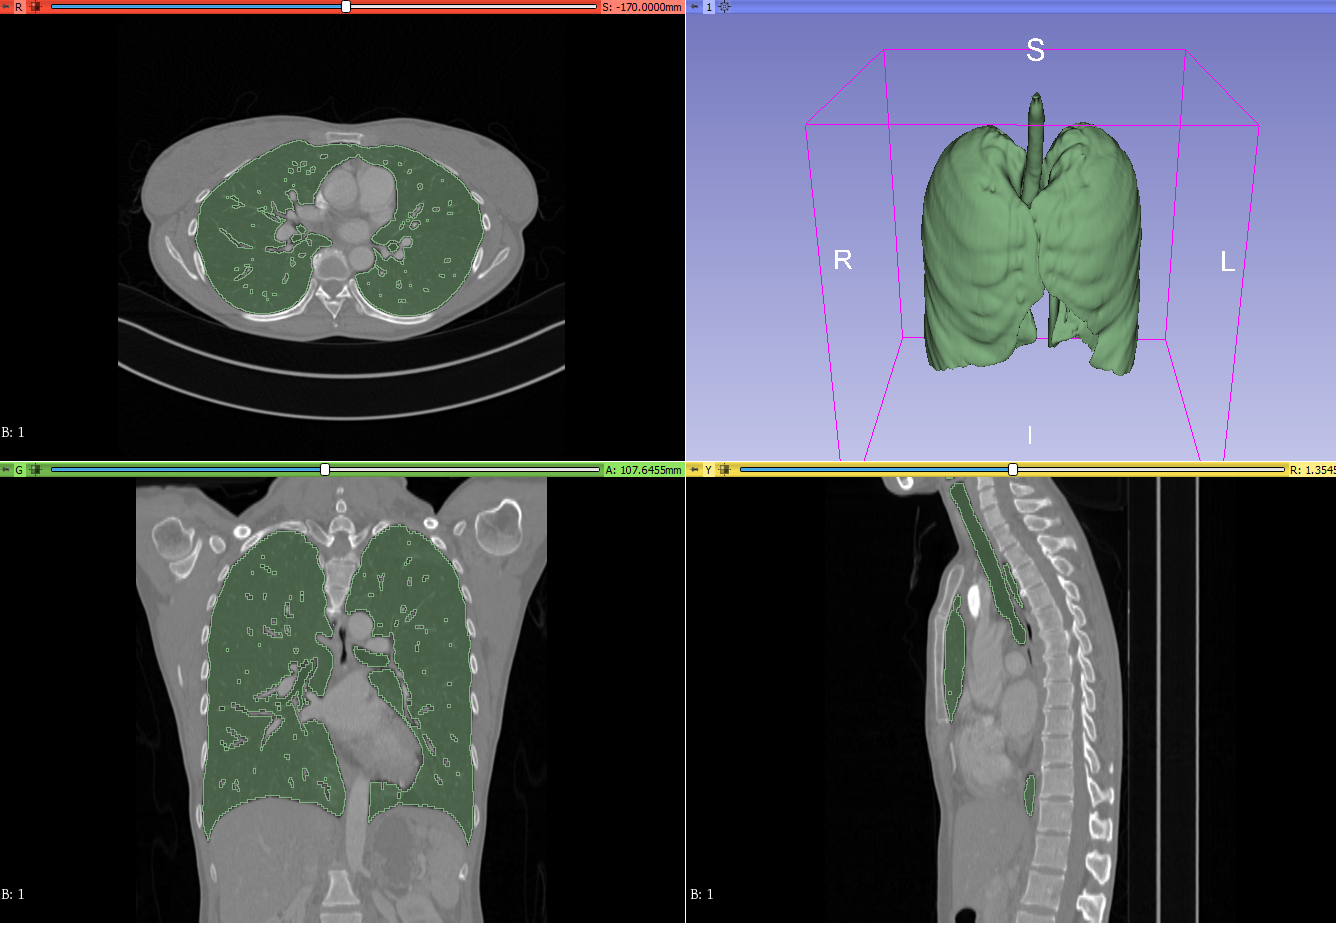 R S: -170.0000mm
1
S
R
L
I
B: 1
G A: 107.6455mm
Y R: 1.3545
B: 1
B: 1